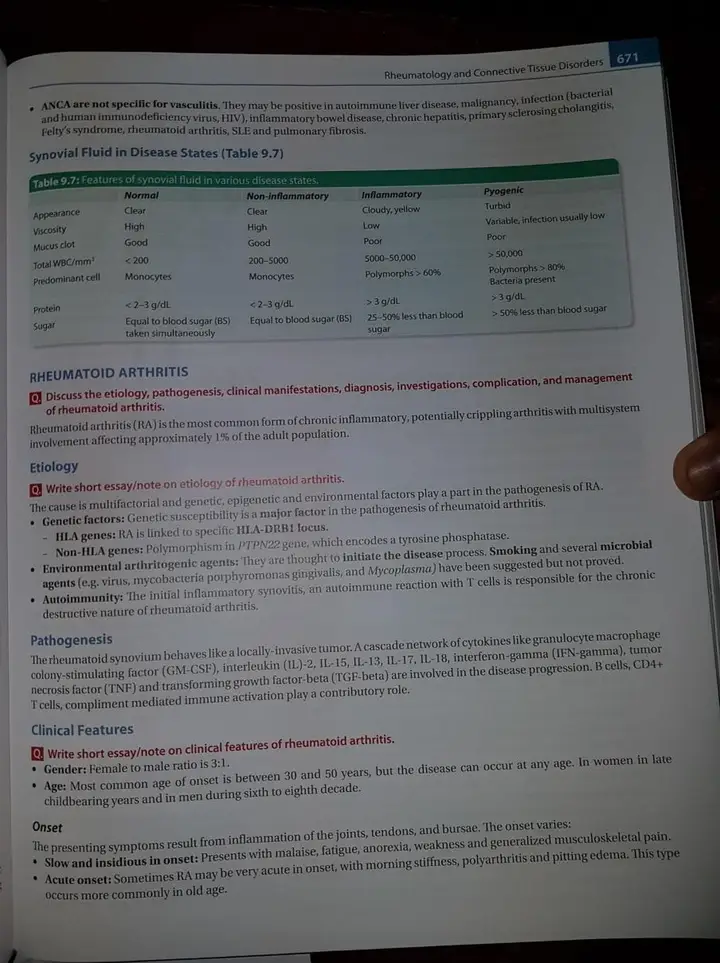 Rheumatology and Connective Tissue Disorders 671
• ANCA are not specific for vasculitis. They may be positive in autoimmune liver disease, malignancy, infection (bacterial
and human immunodeficiency virus, HIV), inflammatory bowel disease, chronic hepatitis, primary sclerosing cholangitis,
Felty's syndrome, rheumatoid arthritis, SLE and pulmonary fibrosis.
Synovial Fluid in Disease States (Table 9.7)
Table 9.7: Features of synovial fluid in various disease states.
Normal Non-inflammatory Inflammatory Pyogenic
Appearance Clear Clear Cloudy, yellow Turbid
Viscosity High High Low Variable, infection usually low
Mucus clot Good Good Poor Poor
Total WBC/mm³ < 200 200–5000 5000–50,000 > 50,000
Predominant cell Monocytes Monocytes Polymorphs > 60% Polymorphs > 80%
Bacteria present
Protein < 2–3 g/dL < 2–3 g/dL > 3 g/dL > 3 g/dL
Sugar Equal to blood sugar (BS) Equal to blood sugar (BS) 25–50% less than blood > 50% less than blood sugar
taken simultaneously sugar
RHEUMATOID ARTHRITIS
Q. Discuss the etiology, pathogenesis, clinical manifestations, diagnosis, investigations, complication, and management
of rheumatoid arthritis.
Rheumatoid arthritis (RA) is the most common form of chronic inflammatory, potentially crippling arthritis with multisystem
involvement affecting approximately 1% of the adult population.
Etiology
Q. Write short essay/note on etiology of rheumatoid arthritis.
The cause is multifactorial and genetic, epigenetic and environmental factors play a part in the pathogenesis of RA.
• Genetic factors: Genetic susceptibility is a major factor in the pathogenesis of rheumatoid arthritis.
– HLA genes: RA is linked to specific HLA-DRB1 locus.
– Non-HLA genes: Polymorphism in PTPN22 gene, which encodes a tyrosine phosphatase.
• Environmental arthritogenic agents: They are thought to initiate the disease process. Smoking and several microbial
agents (e.g. virus, mycobacteria porphyromonas gingivalis, and Mycoplasma) have been suggested but not proved.
• Autoimmunity: The initial inflammatory synovitis, an autoimmune reaction with T cells is responsible for the chronic
destructive nature of rheumatoid arthritis.
Pathogenesis
The rheumatoid synovium behaves like a locally-invasive tumor. A cascade network of cytokines like granulocyte macrophage
colony-stimulating factor (GM-CSF), interleukin (IL)-2, IL-15, IL-13, IL-17, IL-18, interferon-gamma (IFN-gamma), tumor
necrosis factor (TNF) and transforming growth factor-beta (TGF-beta) are involved in the disease progression. B cells, CD4+
T cells, compliment mediated immune activation play a contributory role.
Clinical Features
Q. Write short essay/note on clinical features of rheumatoid arthritis.
• Gender: Female to male ratio is 3:1.
• Age: Most common age of onset is between 30 and 50 years, but the disease can occur at any age. In women in late
childbearing years and in men during sixth to eighth decade.
Onset
The presenting symptoms result from inflammation of the joints, tendons, and bursae. The onset varies:
• Slow and insidious in onset: Presents with malaise, fatigue, anorexia, weakness and generalized musculoskeletal pain.
• Acute onset: Sometimes RA may be very acute in onset, with morning stiffness, polyarthritis and pitting edema. This type
occurs more commonly in old age.